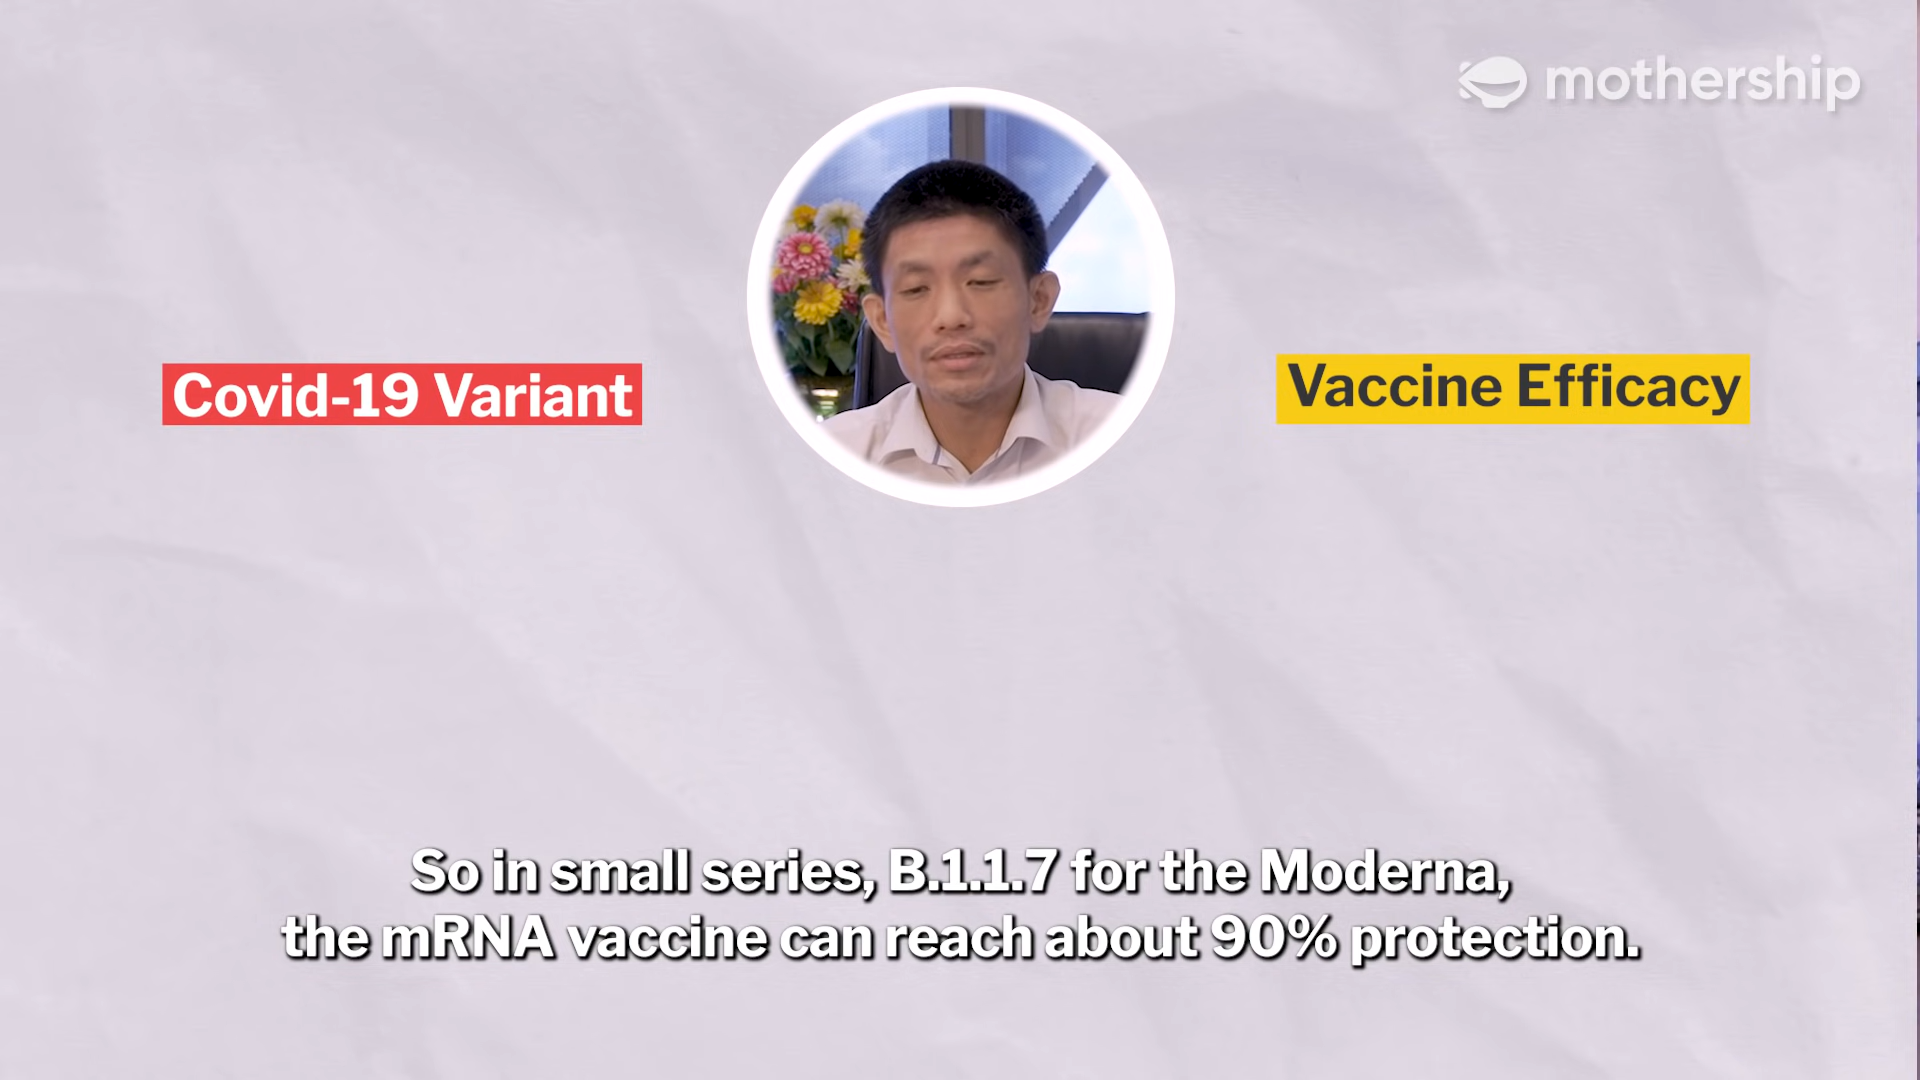 mothership
Covid-19 Variant
Vaccine Efficacy
So in small series, B.1.1.7 for the Moderna,
the mRNA vaccine can reach about 90% protection.